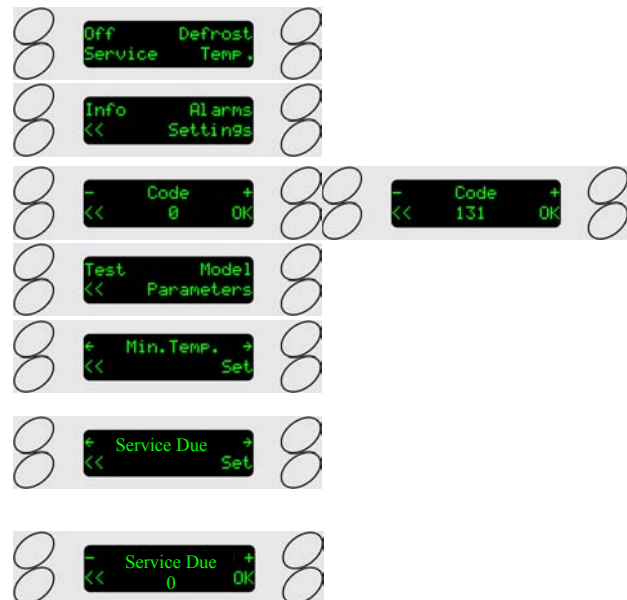 Off Defrost
Service Temp.
Info Alarms
<< Settings
- Code +
<< 0 OK
- Code +
<< 131 OK
Test Model
<< Parameters
← Min.Temp. →
<< Set
← Service Due →
<< Set
- Service Due +
<< 0 OK